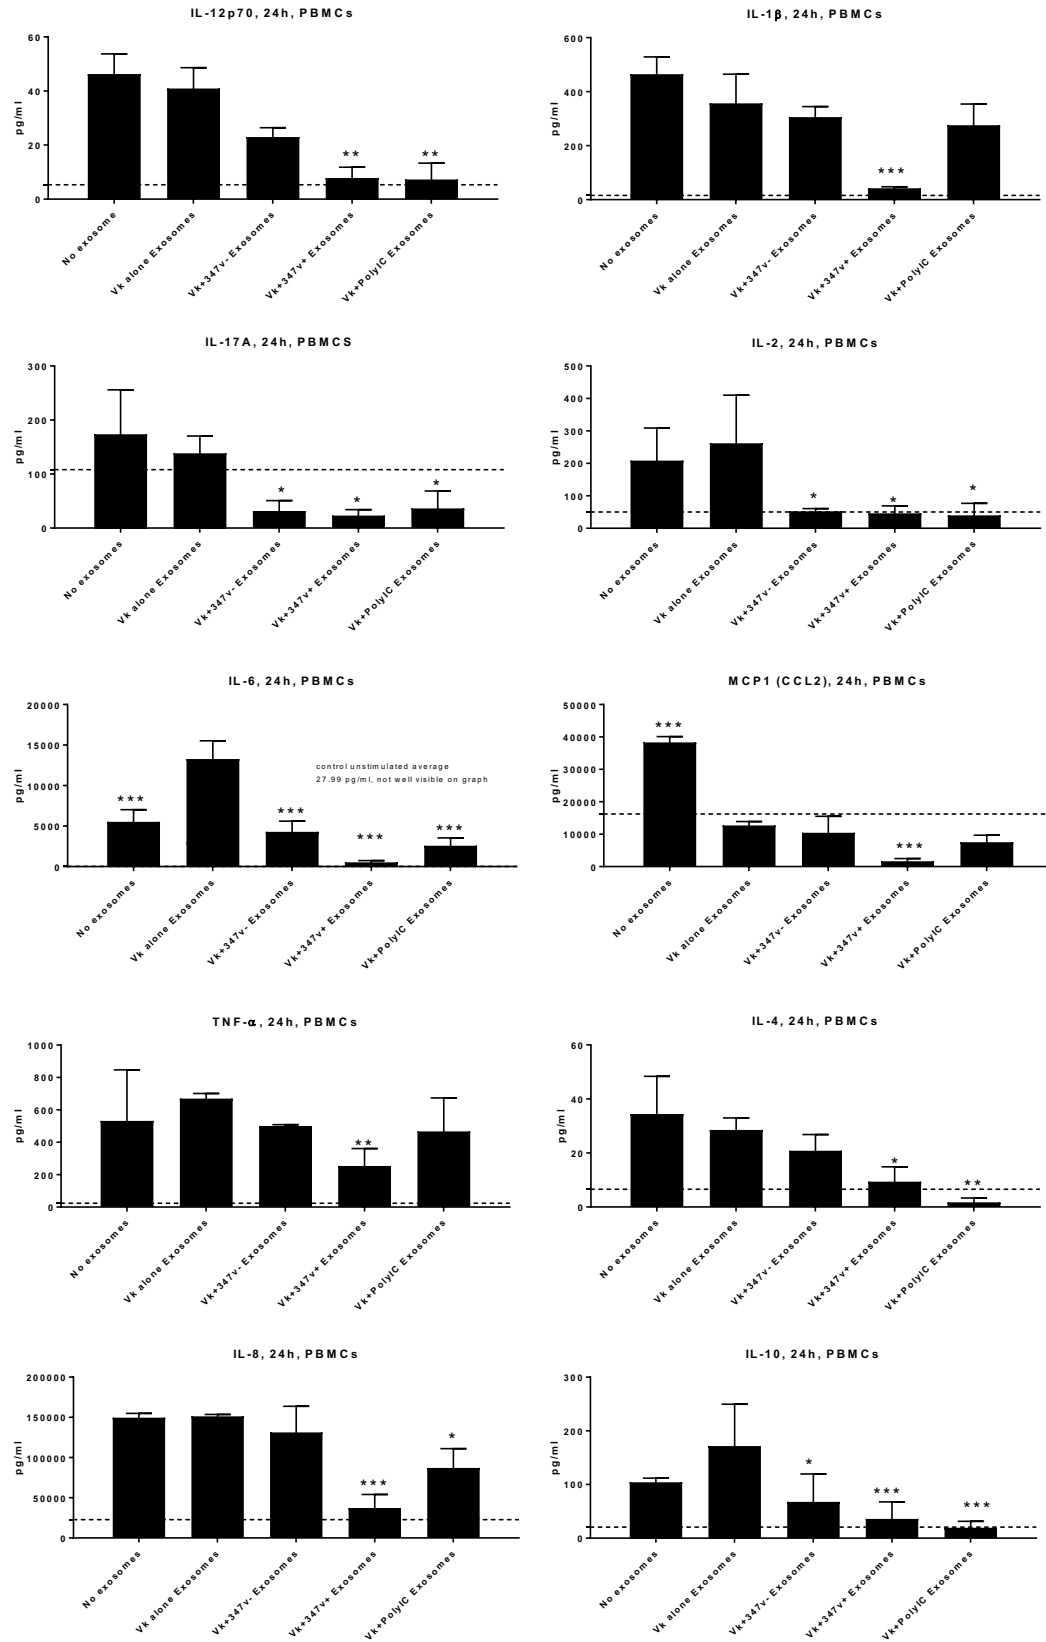 IL-12p70, 24h, PBMCs
pg/ml
60
40
20
0
** **
No exosome
Vk alone Exosomes
Vk+347v- Exosomes
Vk+347v+ Exosomes
Vk+PolyIC Exosomes
IL-1β, 24h, PBMCs
pg/ml
600
400
200
0
***
No exosomes
Vk alone Exosomes
Vk+347v- Exosomes
Vk+347v+ Exosomes
Vk+PolyIC Exosomes
IL-17A, 24h, PBMCS
pg/ml
300
200
100
0
* * *
No exosomes
Vk alone Exosomes
Vk+347v- Exosomes
Vk+347v+ Exosomes
Vk+PolyIC Exosomes
IL-2, 24h, PBMCs
pg/ml
500
400
300
200
100
0
* * *
No exosomes
Vk alone Exosomes
Vk+347v- Exosomes
Vk+347v+ Exosomes
Vk+PolyIC Exosomes
IL-6, 24h, PBMCs
pg/ml
20000
15000
10000
5000
0
*** *** *** ***
control unstimulated average
27.99 pg/ml, not well visible on graph
No exosomes
Vk alone Exosomes
Vk+347v- Exosomes
Vk+347v+ Exosomes
Vk+PolyIC Exosomes
MCP1 (CCL2), 24h, PBMCs
pg/ml
50000
40000
30000
20000
10000
0
*** ***
No exosomes
Vk alone Exosomes
Vk+347v- Exosomes
Vk+347v+ Exosomes
Vk+PolyIC Exosomes
TNF-α, 24h, PBMCs
pg/ml
1000
800
600
400
200
0
**
No exosomes
Vk alone Exosomes
Vk+347v- Exosomes
Vk+347v+ Exosomes
Vk+PolyIC Exosomes
IL-4, 24h, PBMCs
pg/ml
60
40
20
0
* **
No exosomes
Vk alone Exosomes
Vk+347v- Exosomes
Vk+347v+ Exosomes
Vk+PolyIC Exosomes
IL-8, 24h, PBMCs
pg/ml
200000
150000
100000
50000
0
*** *
No exosomes
Vk alone Exosomes
Vk+347v- Exosomes
Vk+347v+ Exosomes
Vk+PolyIC Exosomes
IL-10, 24h, PBMCs
pg/ml
300
200
100
0
* *** ***
No exosomes
Vk alone Exosomes
Vk+347v- Exosomes
Vk+347v+ Exosomes
Vk+PolyIC Exosomes